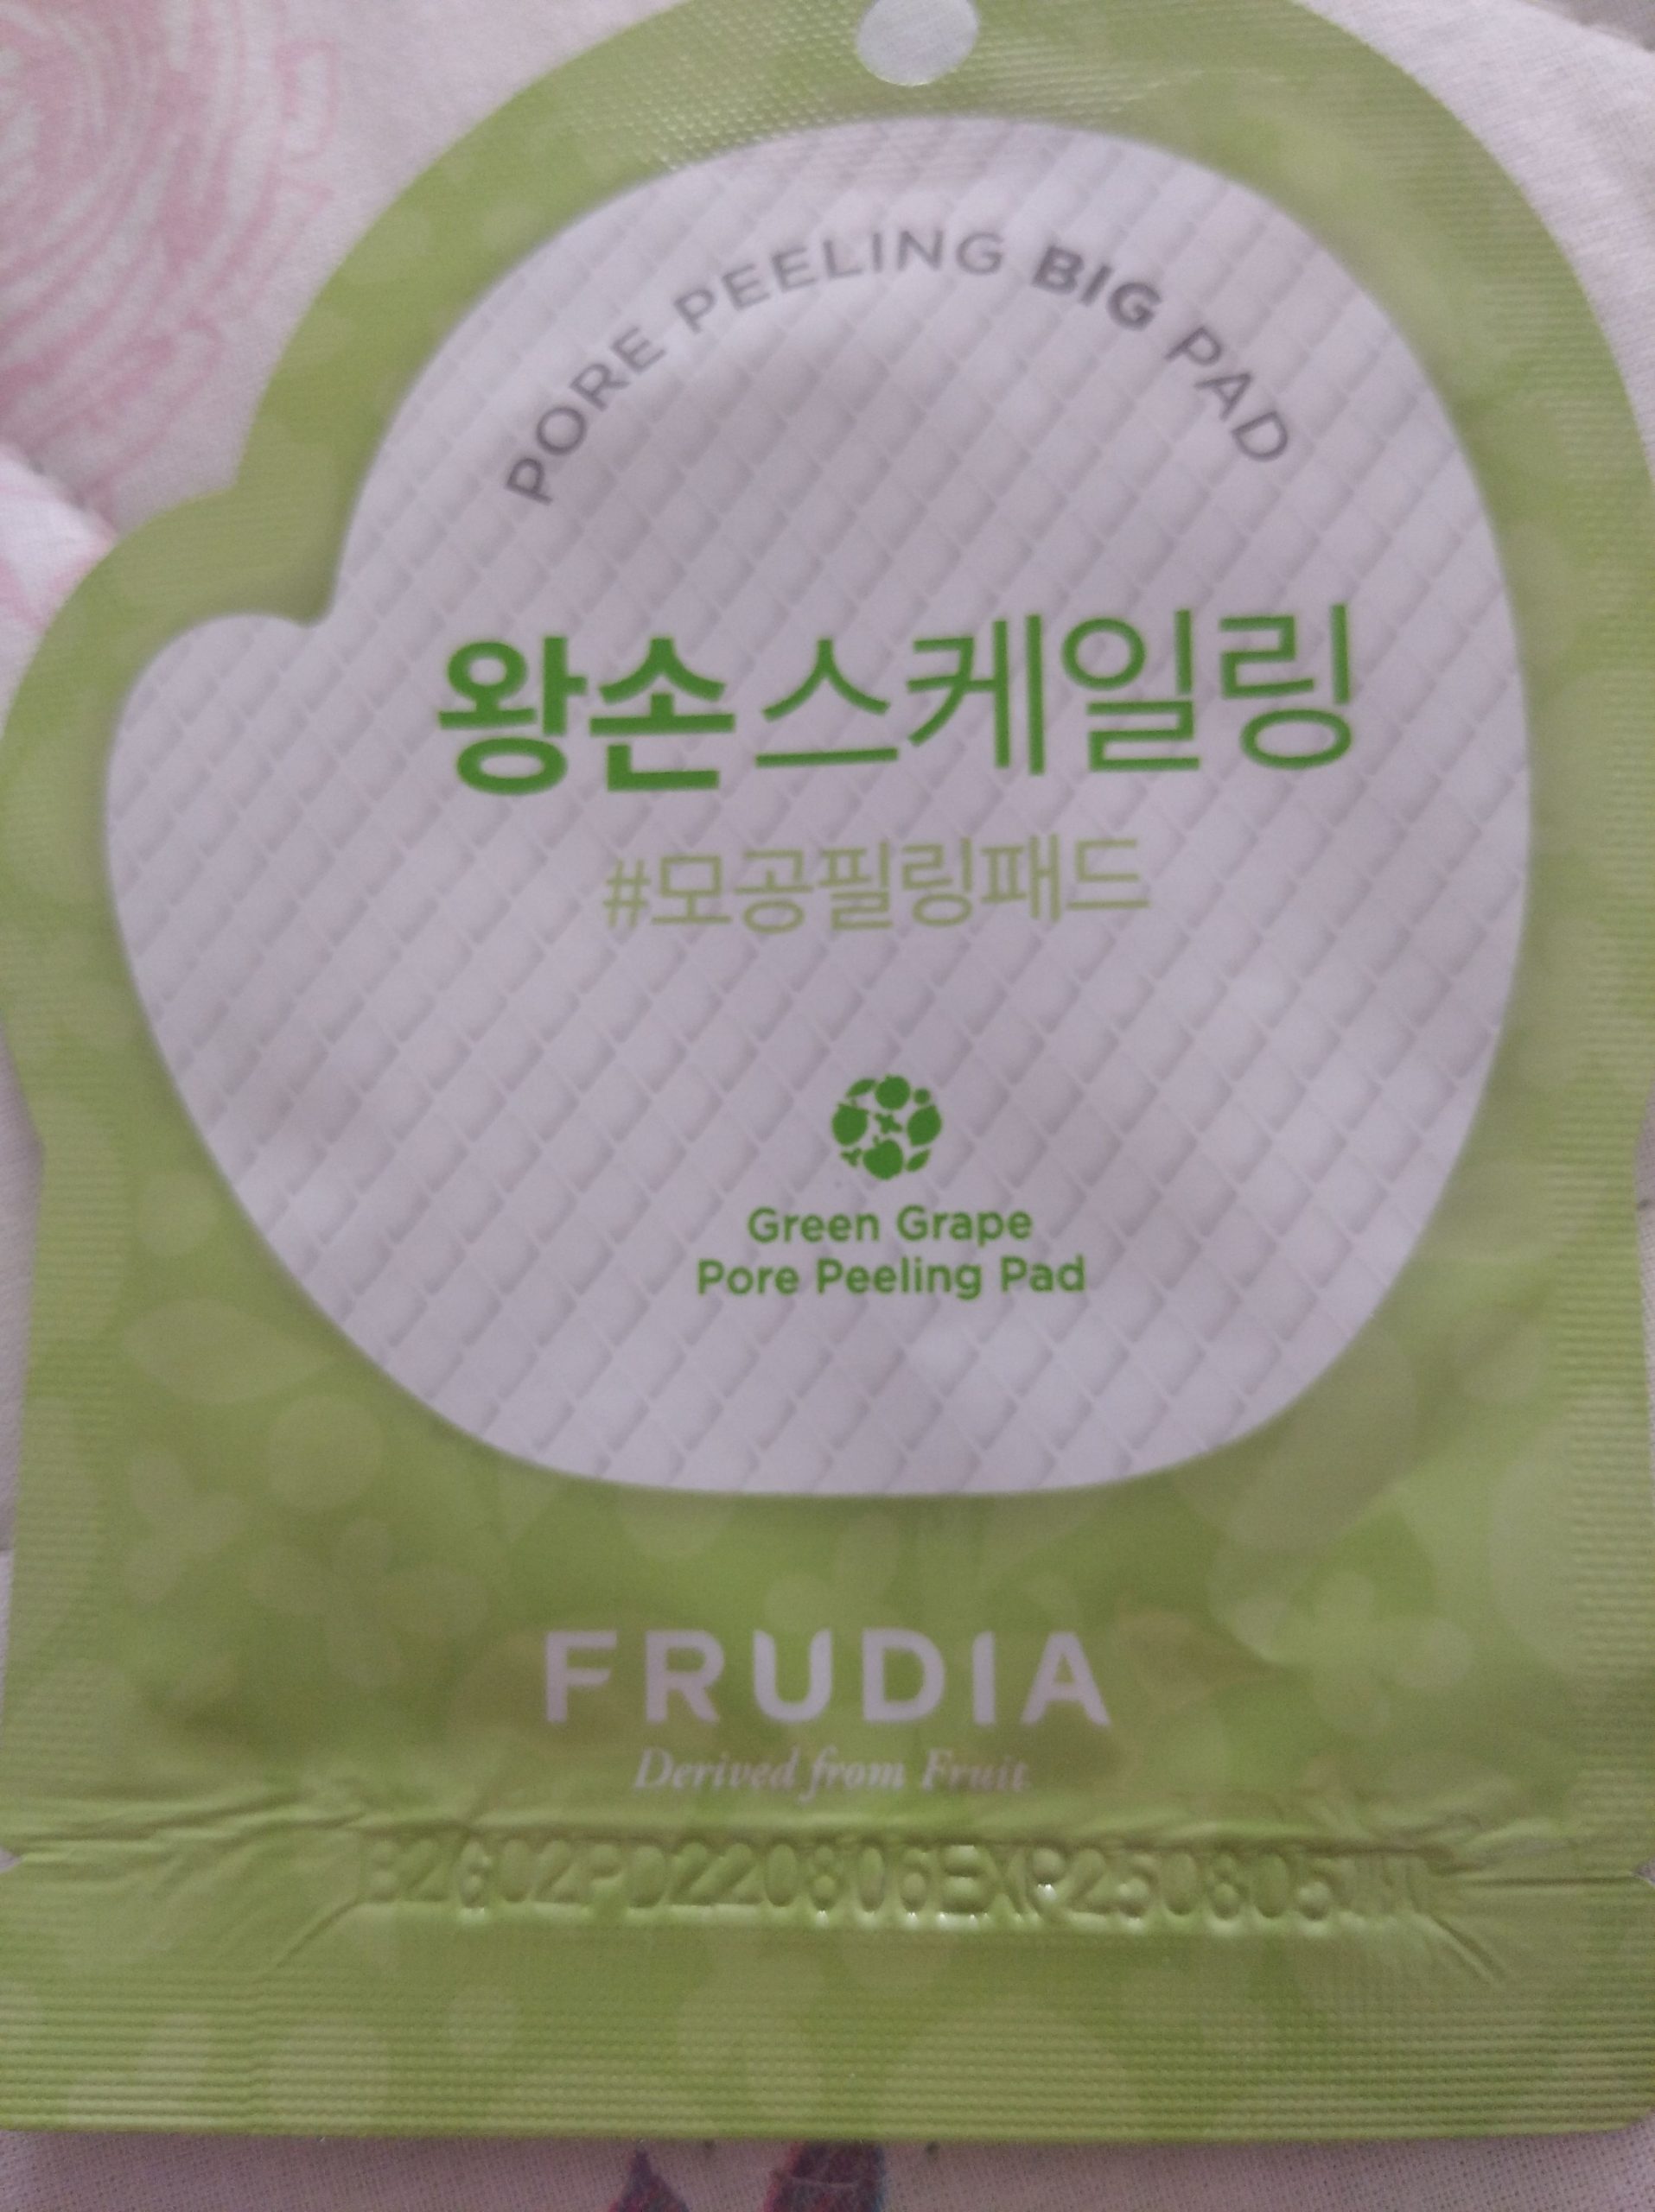 PORE PEELING BIG PAD
왕손스케일링
#모공필링패드
Green Grape
Pore Peeling Pad
FRUDIA
Derived from Fruit